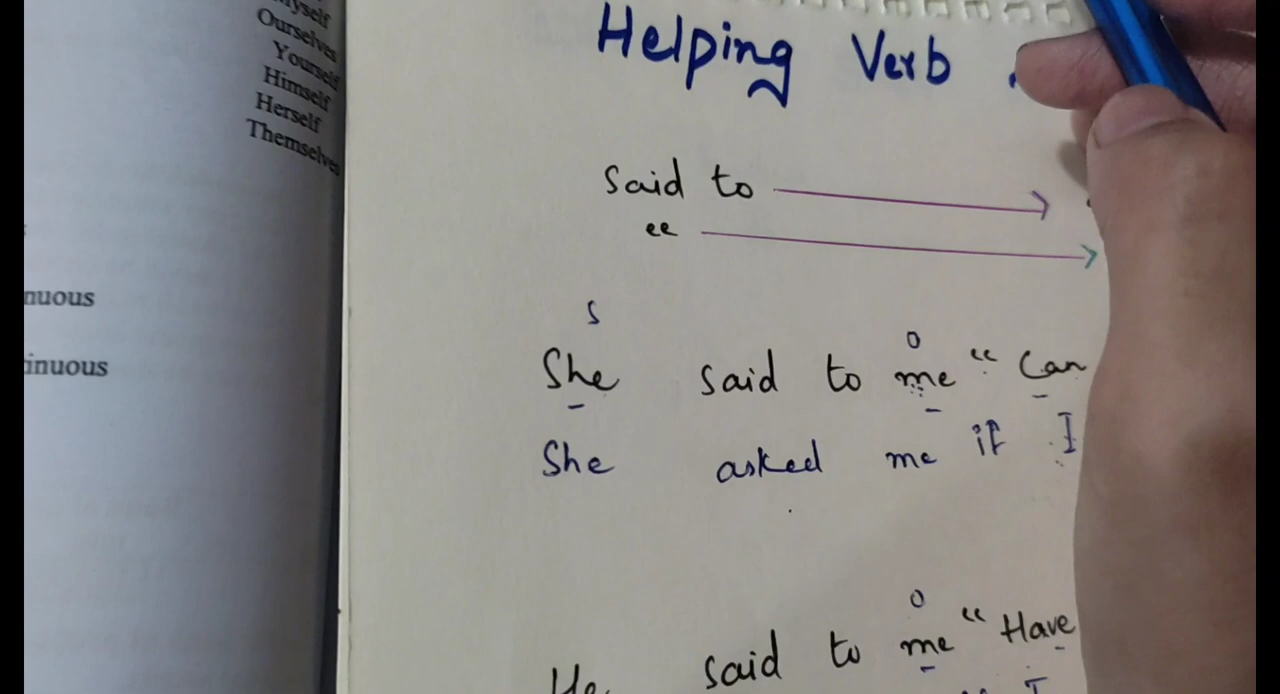 Ourselves
Yourself
Himself
Herself
Themselves
nuous
inuous
Helping Verb
Said to
“
S
O
She said to me “ Can
She asked me if I
O
He said to me “ Have
I